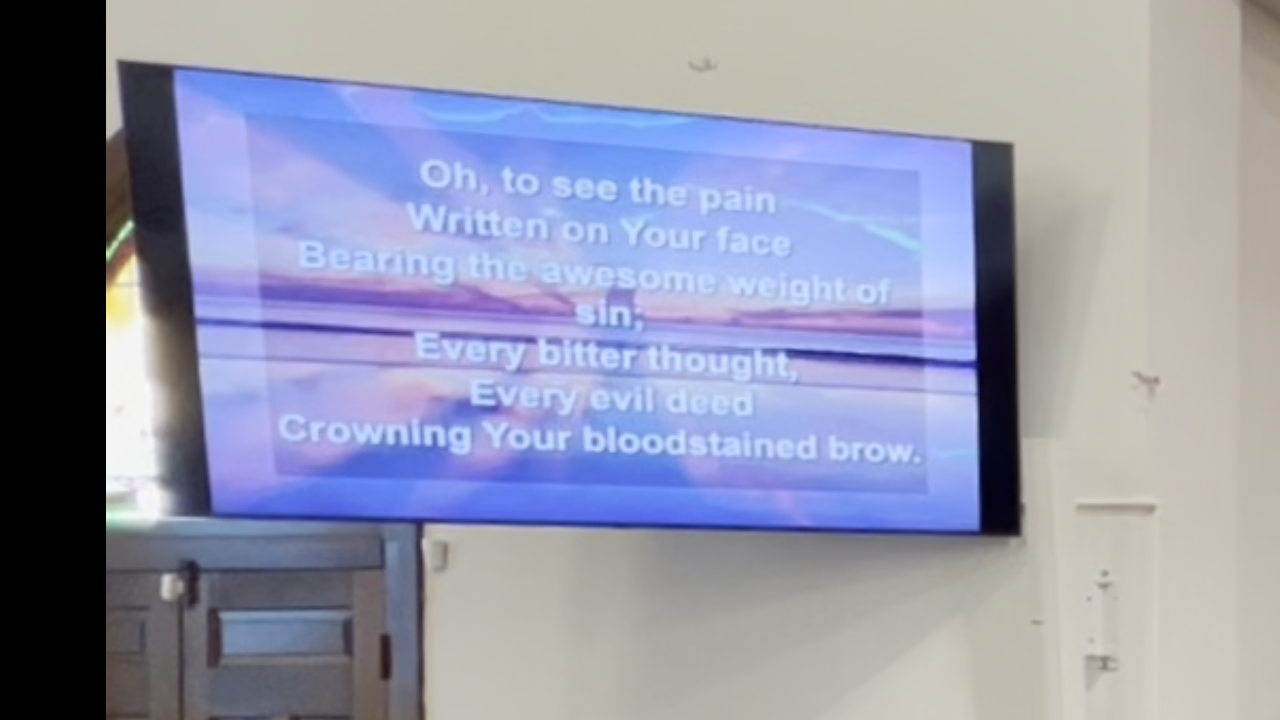 Oh, to see the pain
Written on Your face
Bearing the awesome weight of
sin;
Every bitter thought,
Every evil deed
Crowning Your bloodstained brow.